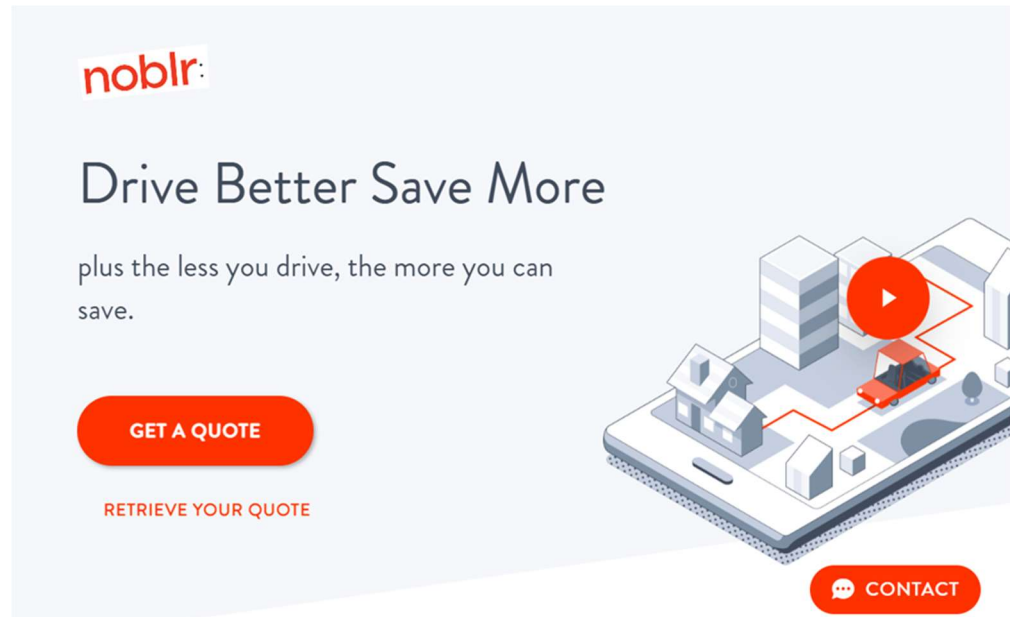 noblr:
Drive Better Save More
plus the less you drive, the more you can
save.
GET A QUOTE
RETRIEVE YOUR QUOTE
CONTACT